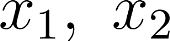 x₁, x₂